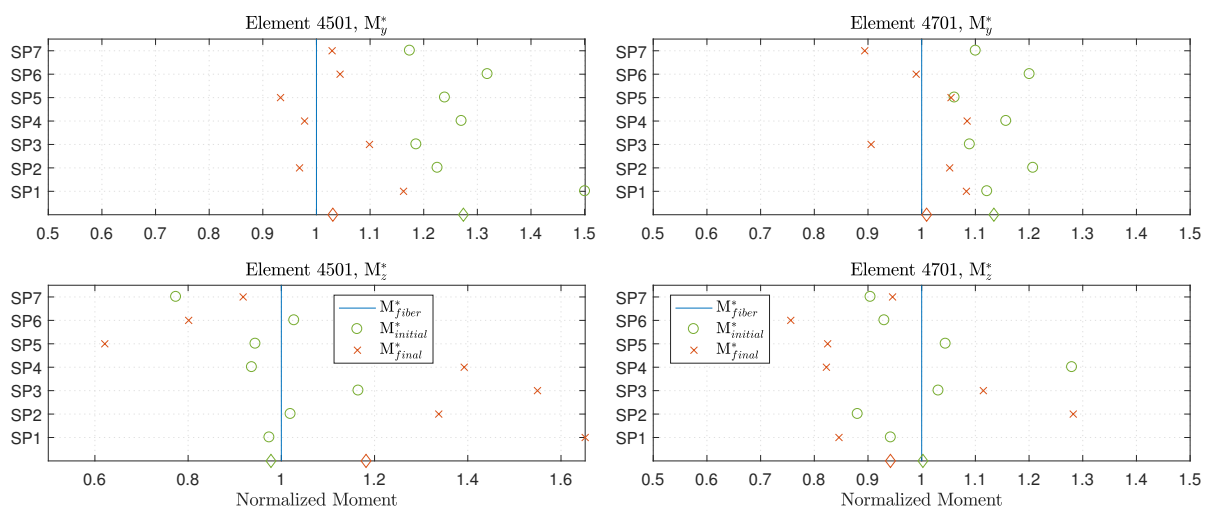 Element 4501, M*y
SP7
SP6
SP5
SP4
SP3
SP2
SP1
0.5 0.6 0.7 0.8 0.9 1 1.1 1.2 1.3 1.4 1.5
Element 4701, M*y
SP7
SP6
SP5
SP4
SP3
SP2
SP1
0.5 0.6 0.7 0.8 0.9 1 1.1 1.2 1.3 1.4 1.5
Element 4501, M*z
SP7
SP6
SP5
SP4
SP3
SP2
SP1
M*fiber
M*initial
M*final
0.6 0.8 1 1.2 1.4 1.6
Normalized Moment
Element 4701, M*z
SP7
SP6
SP5
SP4
SP3
SP2
SP1
M*fiber
M*initial
M*final
0.5 0.6 0.7 0.8 0.9 1 1.1 1.2 1.3 1.4 1.5
Normalized Moment